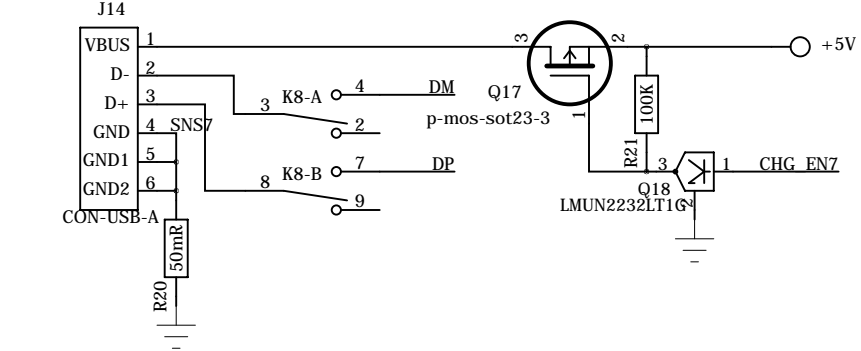 J14
VBUS 1
D- 2
D+ 3
GND 4
GND1 5
GND2 6
CON-USB-A
SNS7
50mR
R20
3 K8-A 4 DM
2
8 K8-B 7 DP
9
3 2
1
Q17
p-mos-sot23-3
+5V
100K
R21
3 1 CHG_EN7
Q18
LMUN2232LT1G
2